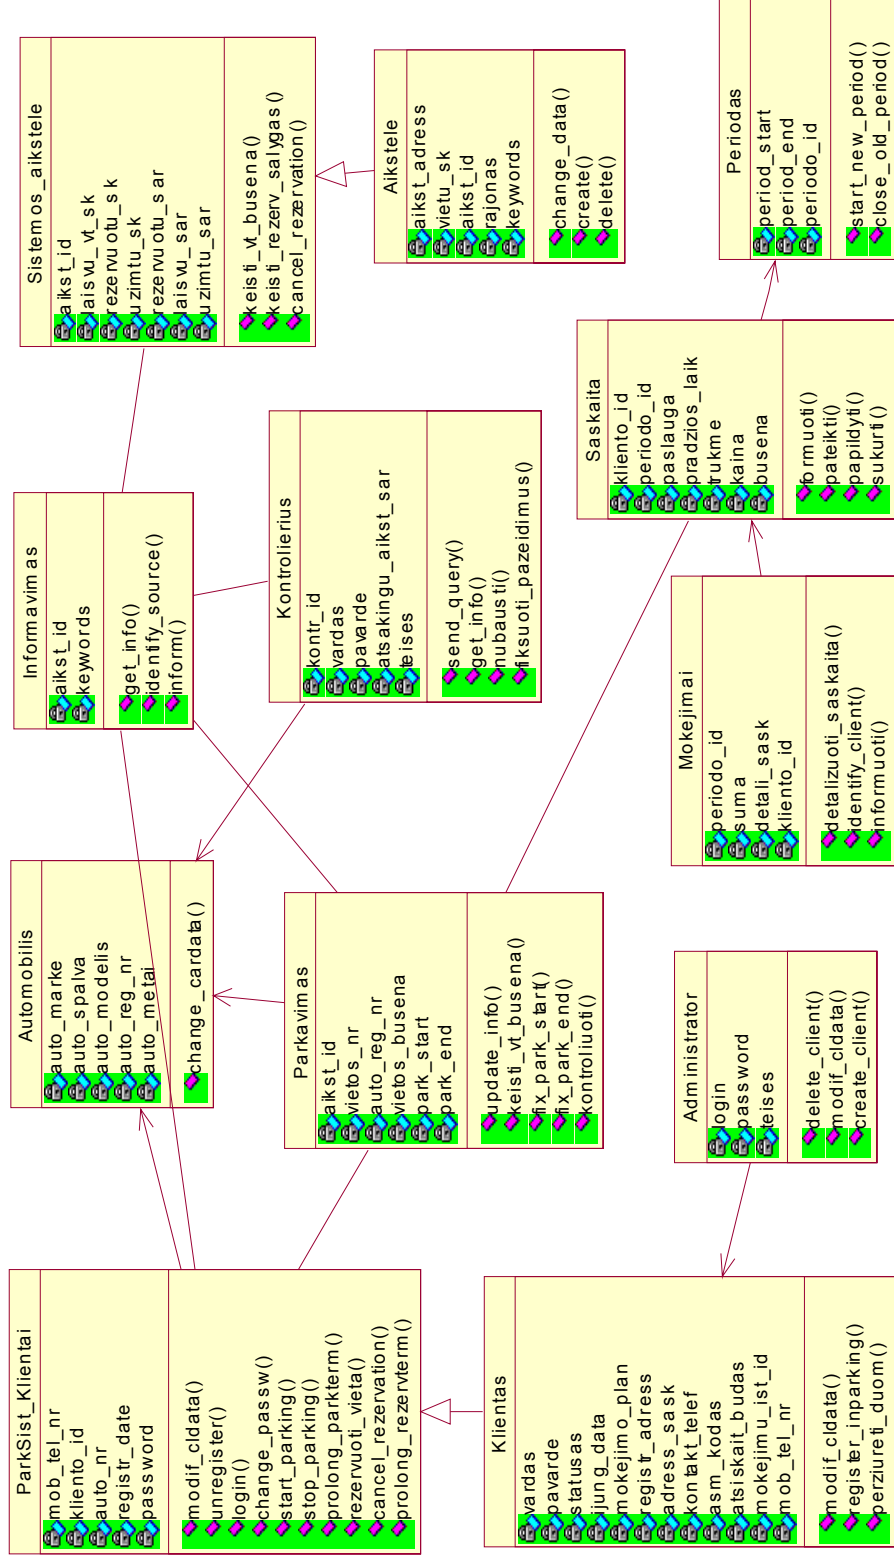 ParkSist_Klientai
mob_tel_nr
kliento_id
auto_nr
registr_date
password
modif_cldata()
unregister()
login()
change_passw()
start_parking()
stop_parking()
prolong_parkterm()
rezervuoti_vieta()
cancel_rezervation()
prolong_rezervterm()
Automobilis
auto_marke
auto_spalva
auto_modelis
auto_reg_nr
auto_metai
change_cardata()
Informavimas
aikst_id
keywords
get_info()
identify_source()
inform()
Sistemos_aikstele
aikst_id
laisvu_vt_sk
rezervuotu_sk
uzimtu_sk
rezervuotu_sar
laisvu_sar
uzimtu_sar
keisti_vt_busena()
keisti_rezerv_salygas()
cancel_rezervation()
Parkavimas
aikst_id
vietos_nr
auto_reg_nr
vietos_busena
park_start
park_end
update_info()
keisti_vt_busena()
fix_park_start()
fix_park_end()
kontroliuoti()
Kontrolierius
kontr_id
vardas
pavarde
atsakingu_aikst_sar
teises
send_query()
get_info()
nubausti()
fiksuoti_pazeidimus()
Aikstele
aikst_adress
vietu_sk
aikst_id
rajonas
keywords
change_data()
create()
delete()
Klientas
vardas
pavarde
statusas
ijung_data
mokejimo_plan
registr_adress
adress_sask
kontakt_telef
asm_kodas
atsiskait_budas
mokejimu_ist_id
mob_tel_nr
modif_cldata()
register_inparking()
perziureti_duom()
Administrator
login
password
teises
delete_client()
modif_cldata()
create_client()
Mokejimai
periodo_id
suma
detali_sask
kliento_id
detalizuoti_saskaita()
identify_client()
informuoti()
Saskaita
kliento_id
periodo_id
paslauga
pradzios_laik
trukme
kaina
busena
formuoti()
pateikti()
papildyti()
sukurti()
Periodas
period_start
period_end
periodo_id
start_new_period()
close_old_period()